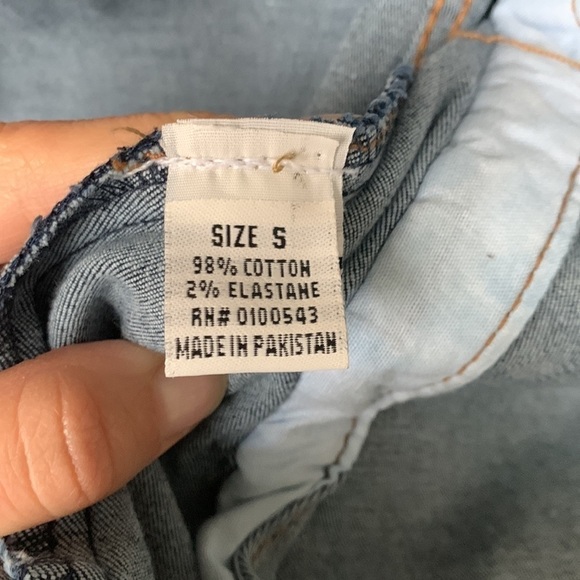 SIZE S
98% COTTON
2% ELASTANE
RN# 0100543
MADE IN PAKISTAN